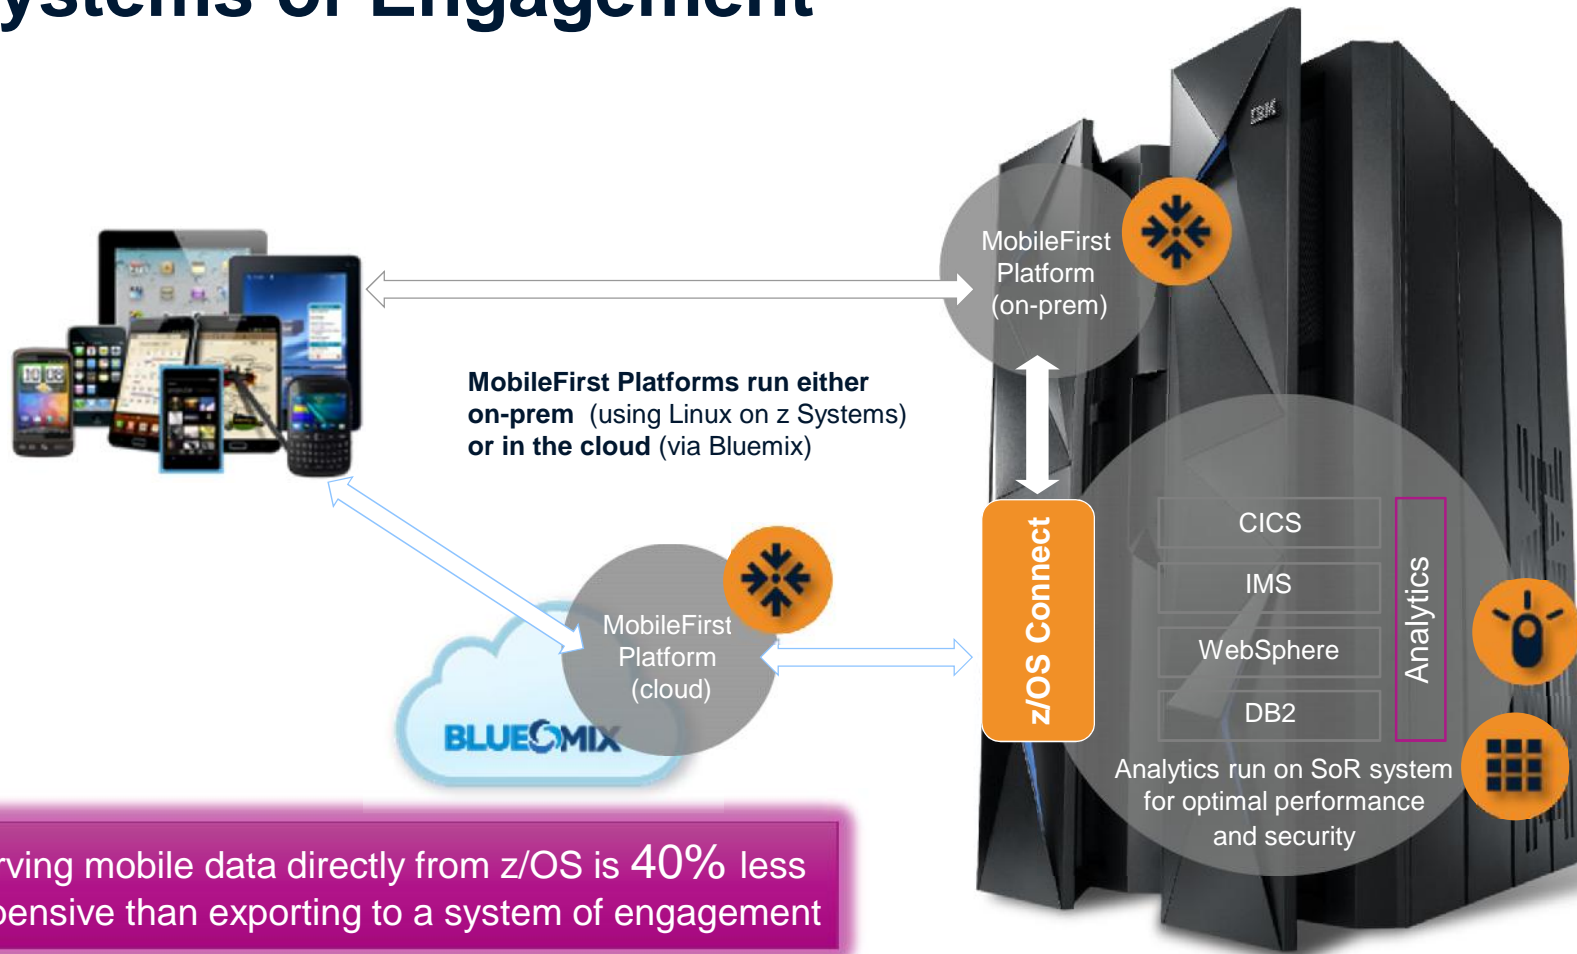 ystems of Engagement
IBM
MobileFirst
Platform
(on-prem)
MobileFirst Platforms run either
on-prem (using Linux on z Systems)
or in the cloud (via Bluemix)
10 08
z/OS Connect
CICS
IMS
WebSphere
DB2
Analytics
MobileFirst
Platform
(cloud)
BLUEMIX
Analytics run on SoR system
for optimal performance
and security
rving mobile data directly from z/OS is 40% less
pensive than exporting to a system of engagement